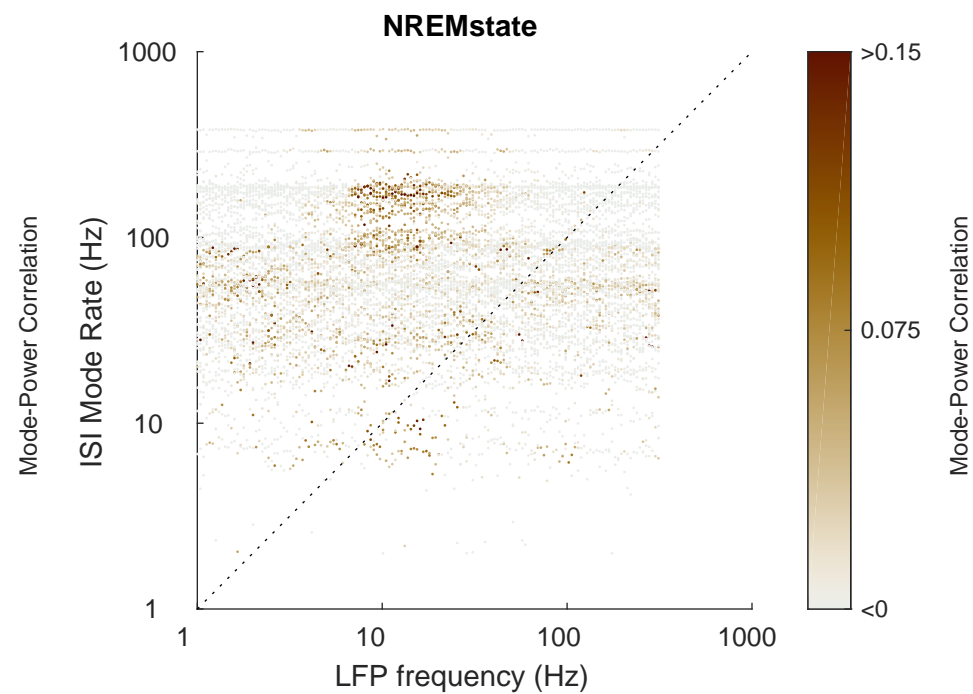 NREMstate
Mode-Power Correlation
ISI Mode Rate (Hz)
1000
100
10
1
1
10
100
1000
LFP frequency (Hz)
>0.15
0.075
<0
Mode-Power Correlation